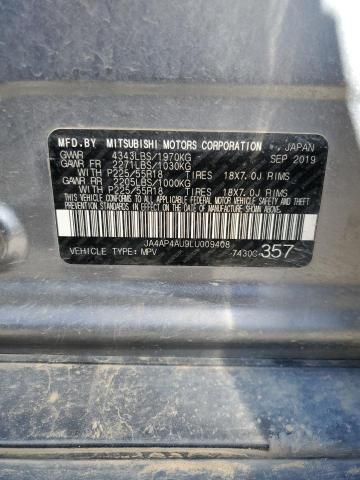 MFD.BY MITSUBISHI MOTORS CORPORATION JAPAN
GVWR 4343LBS/1970KG SEP 2019
GAWR FR 2271LBS/1030KG
WITH P225/55R18 TIRES 18X7.0J RIMS
GAWR RR 2205LBS/1000KG
WITH P225/55R18 TIRES 18X7.0J RIMS
THIS VEHICLE CONFORMS TO ALL APPLICABLE FEDERAL
MOTOR VEHICLE SAFETY, BUMPER, AND THEFT
PREVENTION STANDARDS IN EFFECT ON THE DATE OF
MANUFACTURE SHOWN ABOVE.
JA4AP4AU9LU009408
VEHICLE TYPE: MPV 7430C 357